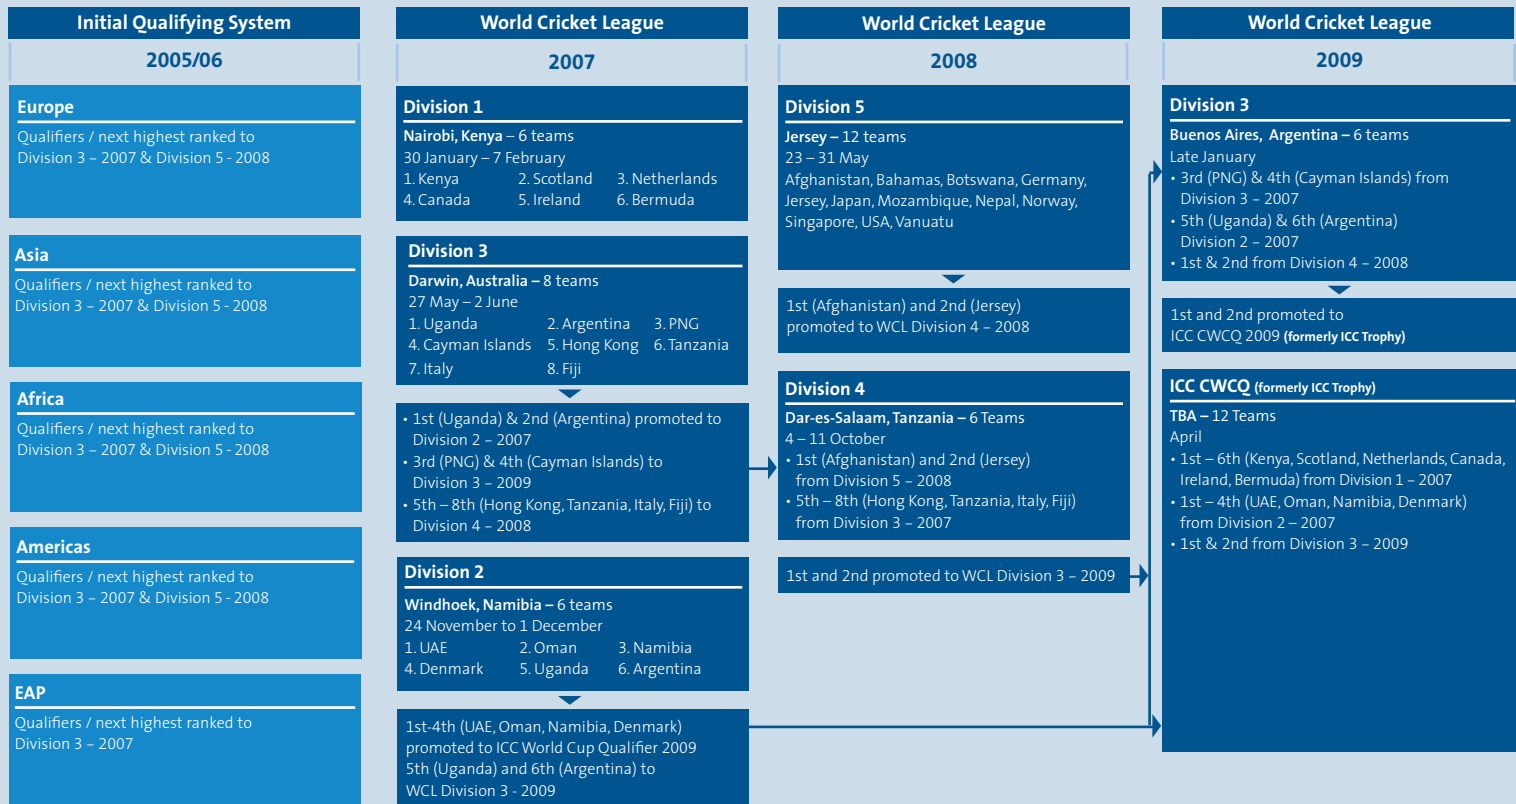 Initial Qualifying System
2005/06
Europe
Qualifiers / next highest ranked to
Division 3 – 2007 & Division 5 - 2008
Asia
Qualifiers / next highest ranked to
Division 3 – 2007 & Division 5 - 2008
Africa
Qualifiers / next highest ranked to
Division 3 – 2007 & Division 5 - 2008
Americas
Qualifiers / next highest ranked to
Division 3 – 2007 & Division 5 - 2008
EAP
Qualifiers / next highest ranked to
Division 3 – 2007
World Cricket League
2007
Division 1
Nairobi, Kenya – 6 teams
30 January – 7 February
1. Kenya 2. Scotland 3. Netherlands
4. Canada 5. Ireland 6. Bermuda
Division 3
Darwin, Australia – 8 teams
27 May – 2 June
1. Uganda 2. Argentina 3. PNG
4. Cayman Islands 5. Hong Kong 6. Tanzania
7. Italy 8. Fiji
• 1st (Uganda) & 2nd (Argentina) promoted to
Division 2 – 2007
• 3rd (PNG) & 4th (Cayman Islands) to
Division 3 – 2009
• 5th – 8th (Hong Kong, Tanzania, Italy, Fiji) to
Division 4 – 2008
Division 2
Windhoek, Namibia – 6 teams
24 November to 1 December
1. UAE 2. Oman 3. Namibia
4. Denmark 5. Uganda 6. Argentina
1st-4th (UAE, Oman, Namibia, Denmark)
promoted to ICC World Cup Qualifier 2009
5th (Uganda) and 6th (Argentina) to
WCL Division 3 - 2009
World Cricket League
2008
Division 5
Jersey – 12 teams
23 – 31 May
Afghanistan, Bahamas, Botswana, Germany,
Jersey, Japan, Mozambique, Nepal, Norway,
Singapore, USA, Vanuatu
1st (Afghanistan) and 2nd (Jersey)
promoted to WCL Division 4 – 2008
Division 4
Dar-es-Salaam, Tanzania – 6 Teams
4 – 11 October
• 1st (Afghanistan) and 2nd (Jersey)
from Division 5 – 2008
• 5th – 8th (Hong Kong, Tanzania, Italy, Fiji)
from Division 3 – 2007
1st and 2nd promoted to WCL Division 3 – 2009
World Cricket League
2009
Division 3
Buenos Aires, Argentina – 6 teams
Late January
• 3rd (PNG) & 4th (Cayman Islands) from
Division 3 – 2007
• 5th (Uganda) & 6th (Argentina)
Division 2 – 2007
• 1st & 2nd from Division 4 – 2008
1st and 2nd promoted to
ICC CWCQ 2009 (formerly ICC Trophy)
ICC CWCQ (formerly ICC Trophy)
TBA – 12 Teams
April
• 1st – 6th (Kenya, Scotland, Netherlands, Canada,
Ireland, Bermuda) from Division 1 – 2007
• 1st – 4th (UAE, Oman, Namibia, Denmark)
from Division 2 – 2007
• 1st & 2nd from Division 3 – 2009